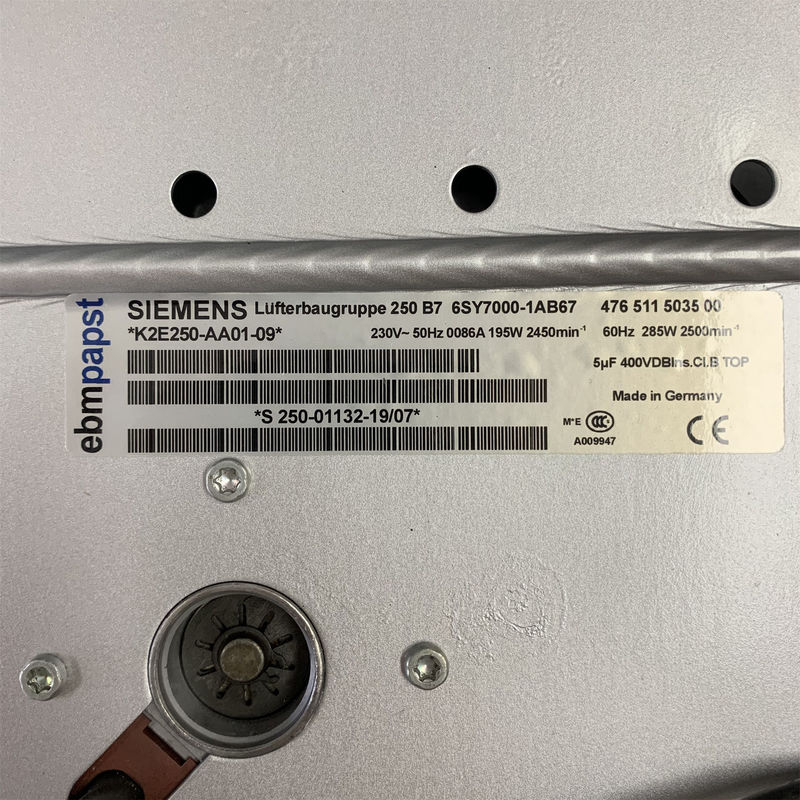 ebmpapst
SIEMENS Lüfterbaugruppe 250 B7 6SY7000-1AB67 476 511 5035 00
*K2E250-AA01-09* 230V~ 50Hz 0086A 195W 2450min⁻¹ 60Hz 285W 2500min⁻¹
5µF 400VDBIns.Cl.B TOP
Made in Germany
*S 250-01132-19/07*
M*E CCC
A009947
CE